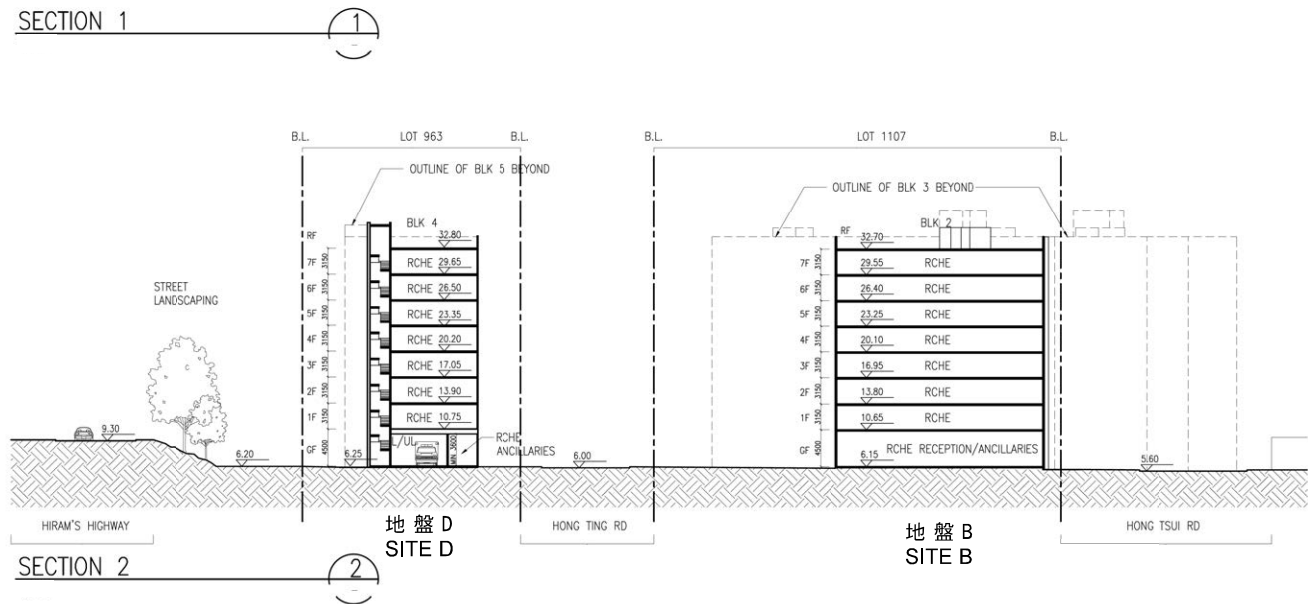 SECTION 1
1
B.L.
LOT 963
B.L.
B.L.
LOT 1107
B.L.
OUTLINE OF BLK 5 BEYOND
OUTLINE OF BLK 3 BEYOND
BLK 4
BLK 2
RF
32.80
RF
32.70
7F
3150
RCHE
29.65
7F
3150
29.55
RCHE
6F
3150
RCHE
26.50
6F
3150
26.40
RCHE
STREET
LANDSCAPING
5F
3150
RCHE
23.35
5F
3150
23.25
RCHE
4F
3150
RCHE
20.20
4F
3150
20.10
RCHE
3F
3150
RCHE
17.05
3F
3150
16.95
RCHE
2F
3150
RCHE
13.90
2F
3150
13.80
RCHE
1F
3150
RCHE
10.75
1F
3150
10.65
RCHE
9.30
GF
4500
L/UL
MIN. 3600
RCHE
ANCILLARIES
GF
4500
RCHE RECEPTION/ANCILLARIES
6.20
6.25
6.00
6.15
5.60
HIRAM'S HIGHWAY
地盤 D
SITE D
HONG TING RD
地盤 B
SITE B
HONG TSUI RD
SECTION 2
2